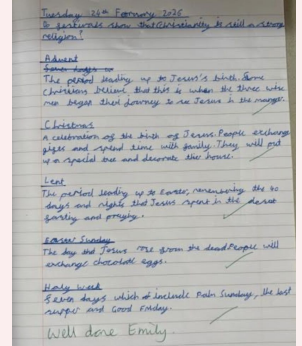 Tuesday 24th February 2026
Do festivals show that Christianity is still a strong
religion?
Advent
The period leading up to Jesus's birth. Some
Christians believe that this is when the three wise
men began their journey to see Jesus in the manger.
Christmas
A celebration of the birth of Jesus. People exchange
gifts and spend time with family. They will put
up a special tree and decorate the house.
Lent
The period leading up to Easter, remembering the 40
days and nights that Jesus spent in the desert
fasting and praying.
Easter Sunday
The day that Jesus rose from the dead People will
exchange chocolate eggs.
Holy Week
Seven days which include Palm Sunday, the last
supper and Good Friday.
Well done Emily.